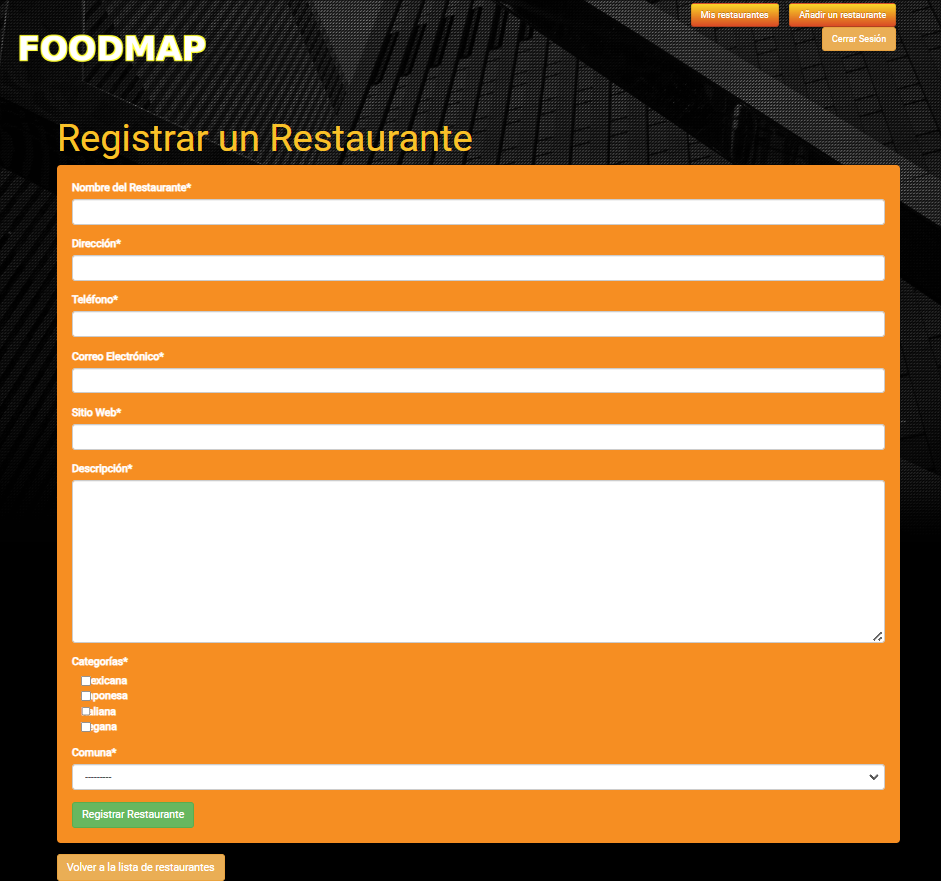 Mis restaurantes
Añadir un restaurante
Cerrar Sesión
FOODMAP
Registrar un Restaurante
Nombre del Restaurante*
Dirección*
Teléfono*
Correo Electrónico*
Sitio Web*
Descripción*
Categorías*
exicana
ponesa
aliana
egana
Comuna*
---------
Registrar Restaurante
Volver a la lista de restaurantes